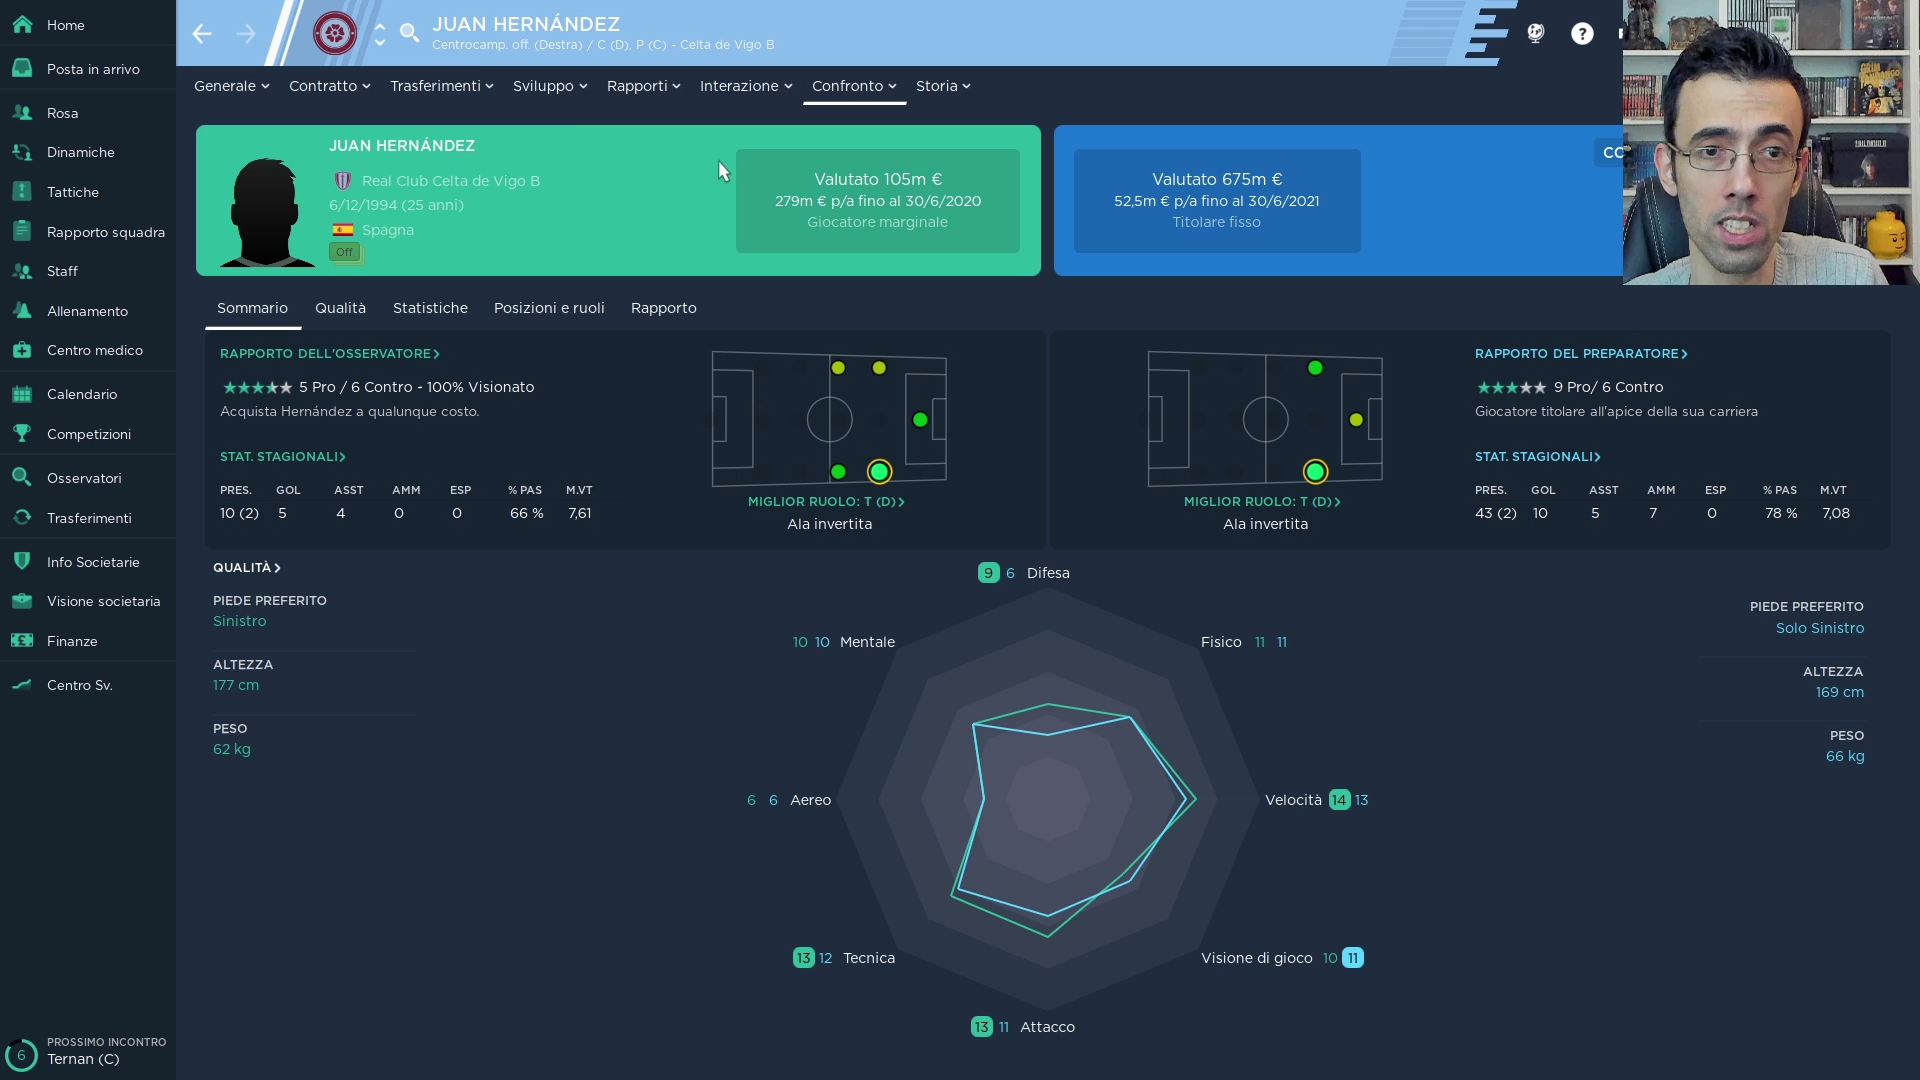 Home
Posta in arrivo
Rosa
Dinamiche
Tattiche
Rapporto squadra
Staff
Allenamento
Centro medico
Calendario
Competizioni
Osservatori
Trasferimenti
Info Societarie
Visione societaria
Finanze
Centro Sv.
6
PROSSIMO INCONTRO
Ternan (C)
JUAN HERNÁNDEZ
Centrocamp. off. (Destra) / C (D), P (C) - Celta de Vigo B
?
Generale
Contratto
Trasferimenti
Sviluppo
Rapporti
Interazione
Confronto
Storia
JUAN HERNÁNDEZ
Real Club Celta de Vigo B
6/12/1994 (25 anni)
Spagna
Off
Valutato 105m €
279m € p/a fino al 30/6/2020
Giocatore marginale
Valutato 675m €
52,5m € p/a fino al 30/6/2021
Titolare fisso
CO
GRIM FANDANGO
Sommario
Qualità
Statistiche
Posizioni e ruoli
Rapporto
RAPPORTO DELL'OSSERVATORE
5 Pro / 6 Contro - 100% Visionato
Acquista Hernández a qualunque costo.
STAT. STAGIONALI
PRES. GOL ASST AMM ESP % PAS M.VT
10 (2) 5 4 0 0 66 % 7,61
MIGLIOR RUOLO: T (D)
Ala invertita
MIGLIOR RUOLO: T (D)
Ala invertita
RAPPORTO DEL PREPARATORE
9 Pro/ 6 Contro
Giocatore titolare all'apice della sua carriera
STAT. STAGIONALI
PRES. GOL ASST AMM ESP % PAS M.VT
43 (2) 10 5 7 0 78 % 7,08
QUALITÀ
PIEDE PREFERITO
Sinistro
ALTEZZA
177 cm
PESO
62 kg
9 6 Difesa
10 10 Mentale
Fisico 11 11
6 6 Aereo
Velocità 14 13
13 12 Tecnica
Visione di gioco 10 11
13 11 Attacco
PIEDE PREFERITO
Solo Sinistro
ALTEZZA
169 cm
PESO
66 kg